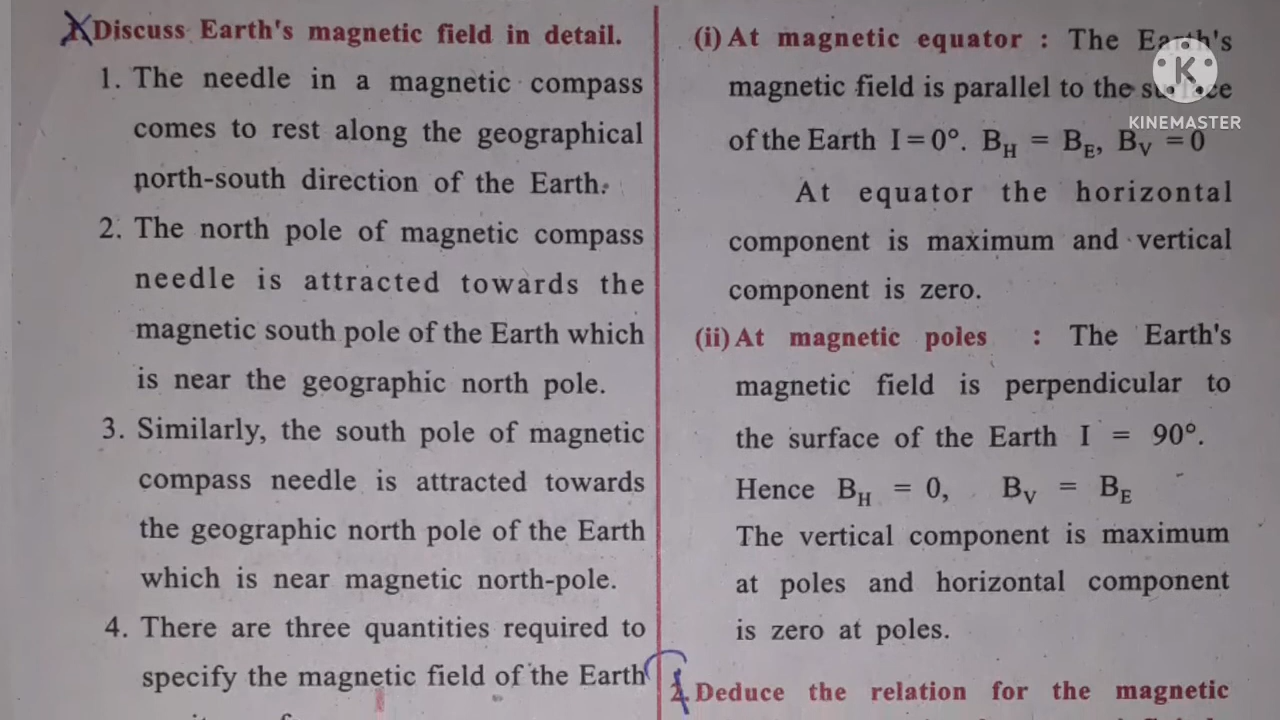 Discuss Earth's magnetic field in detail.
1. The needle in a magnetic compass
comes to rest along the geographical
north-south direction of the Earth.
2. The north pole of magnetic compass
needle is attracted towards the
magnetic south pole of the Earth which
is near the geographic north pole.
3. Similarly, the south pole of magnetic
compass needle is attracted towards
the geographic north pole of the Earth
which is near magnetic north-pole.
4. There are three quantities required to
specify the magnetic field of the Earth
(i) At magnetic equator : The Earth's
magnetic field is parallel to the surface
of the Earth I = 0°. B_H = B_E, B_V = 0
At equator the horizontal
component is maximum and vertical
component is zero.
(ii) At magnetic poles : The Earth's
magnetic field is perpendicular to
the surface of the Earth I = 90°.
Hence B_H = 0, B_V = B_E
The vertical component is maximum
at poles and horizontal component
is zero at poles.
2. Deduce the relation for the magnetic
K
KINEMASTER